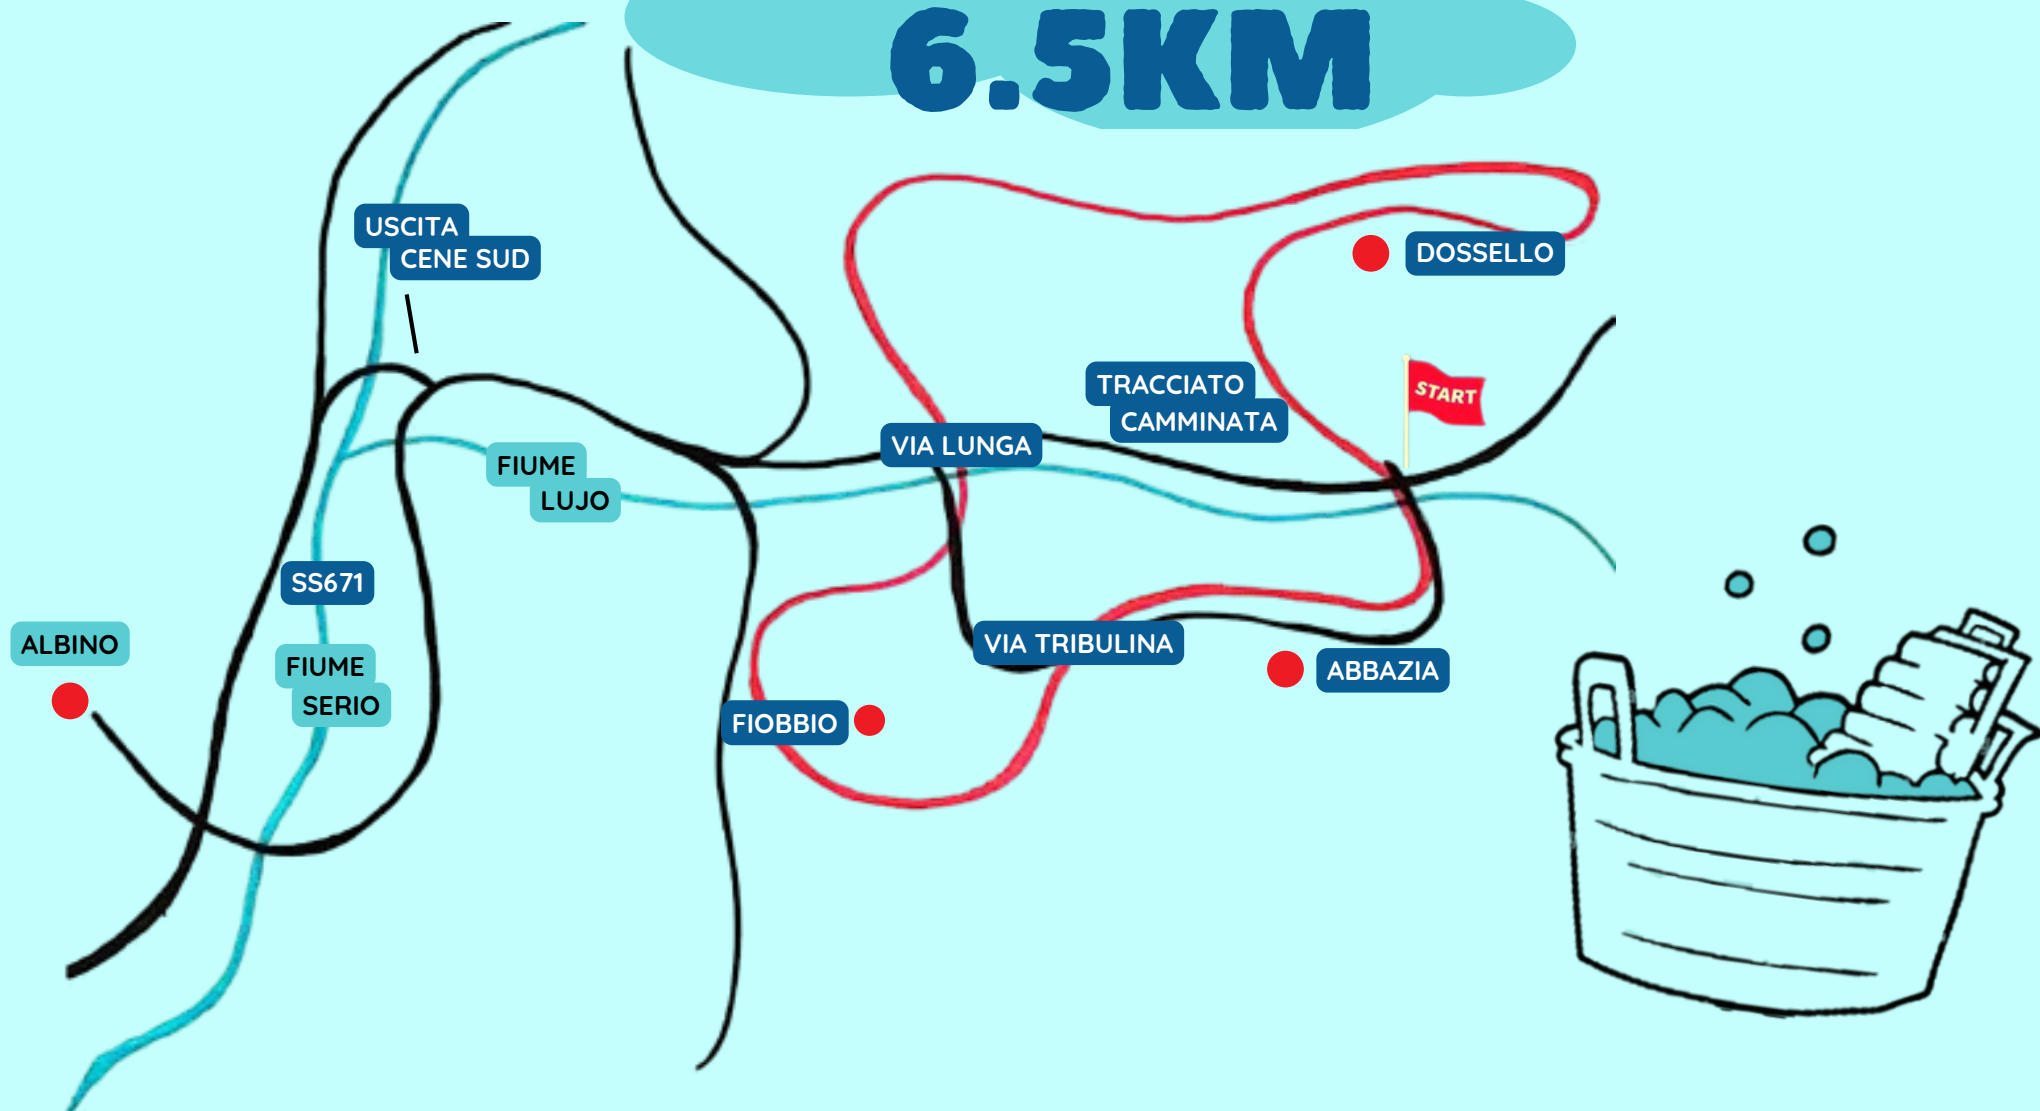 6.5KM
USCITA
CENE SUD
DOSSELLO
TRACCIATO
CAMMINATA
START
VIA LUNGA
FIUME
LUJO
SS671
ALBINO
FIUME
SERIO
VIA TRIBULINA
ABBAZIA
FIOBBIO